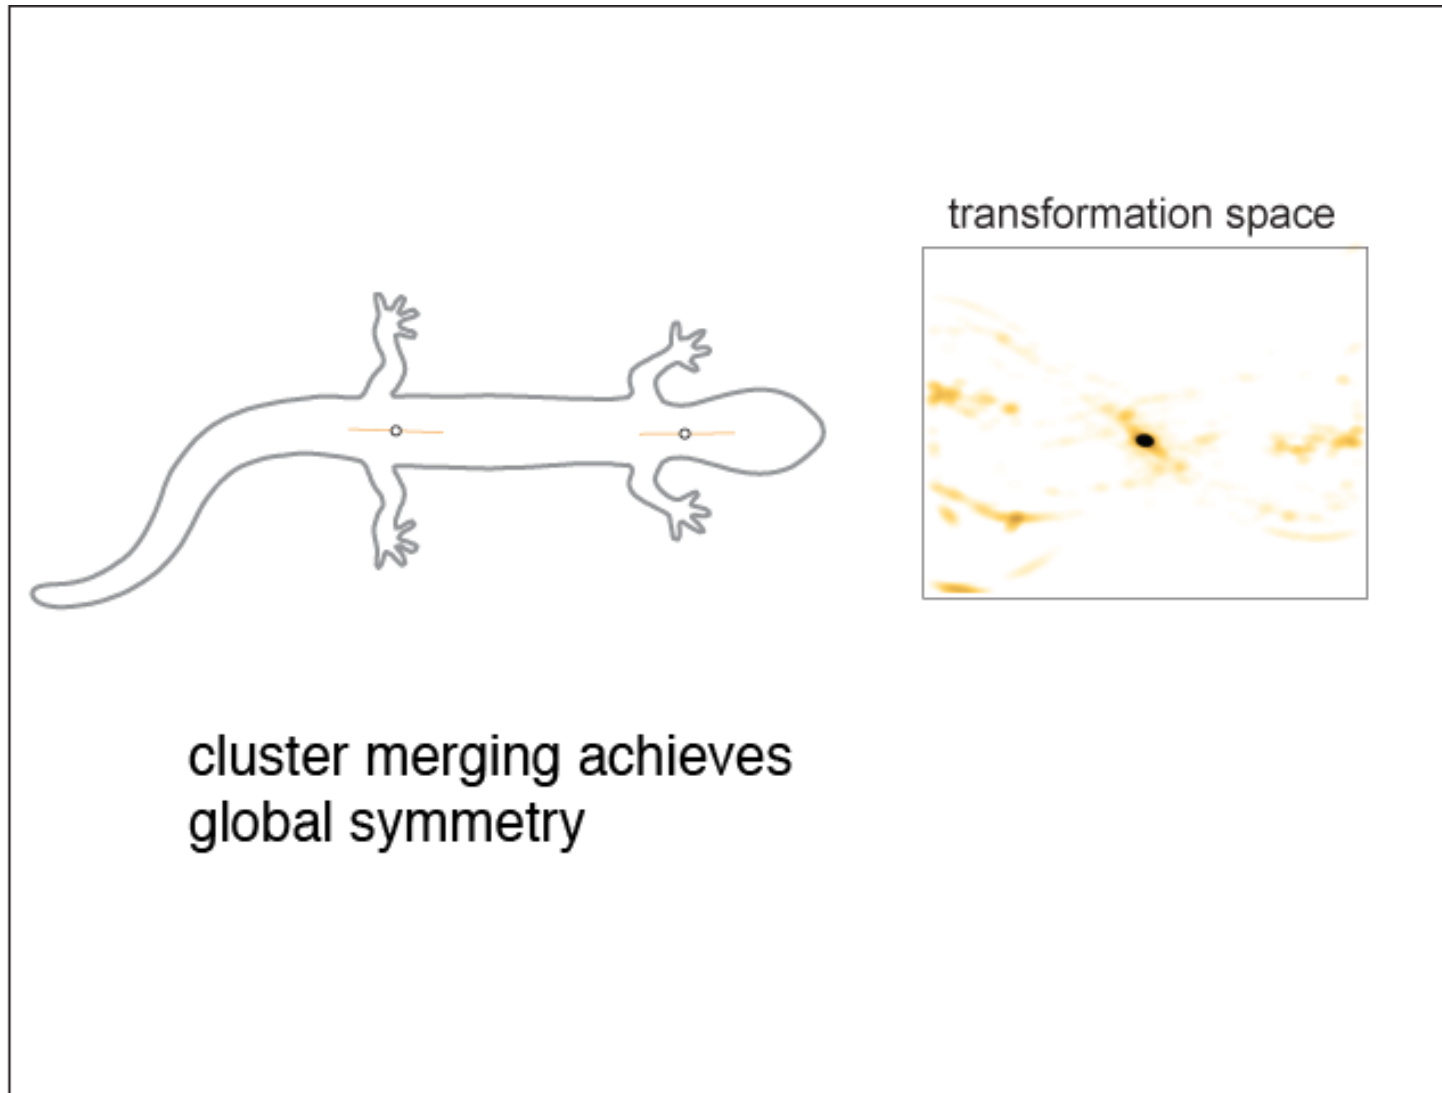 transformation space
cluster merging achieves
global symmetry